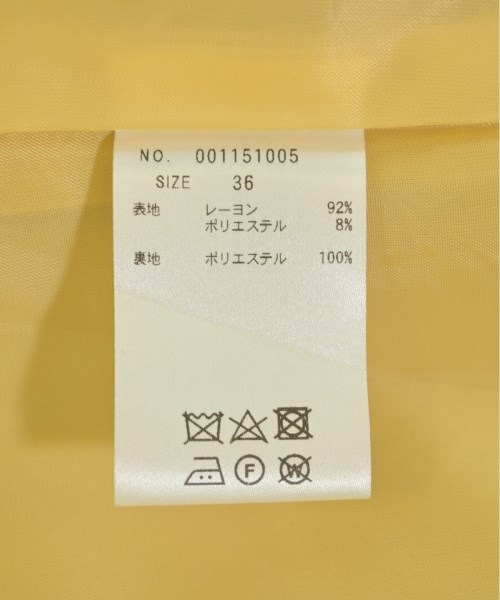 NO. 001151005
SIZE 36
表地 レーヨン 92%
ポリエステル 8%
裏地 ポリエステル 100%
F W